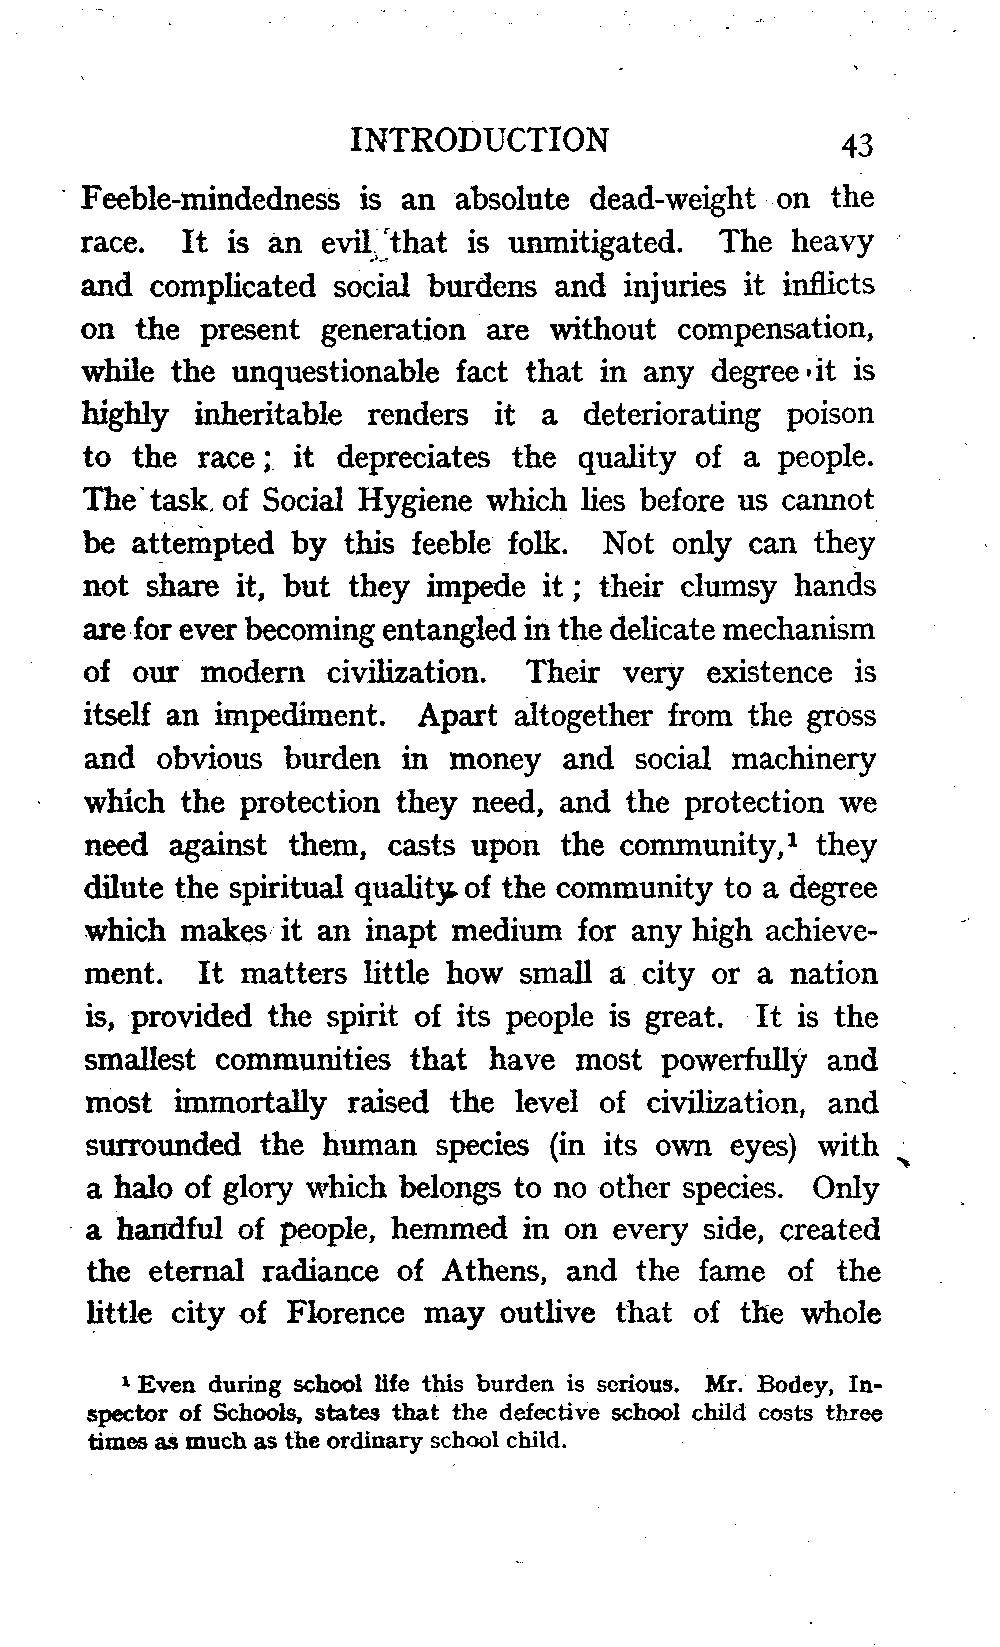 INTRODUCTION 43
Feeble-mindedness is an absolute dead-weight on the
race. It is an evil that is unmitigated. The heavy
and complicated social burdens and injuries it inflicts
on the present generation are without compensation,
while the unquestionable fact that in any degree it is
highly inheritable renders it a deteriorating poison
to the race; it depreciates the quality of a people.
The task of Social Hygiene which lies before us cannot
be attempted by this feeble folk. Not only can they
not share it, but they impede it; their clumsy hands
are for ever becoming entangled in the delicate mechanism
of our modern civilization. Their very existence is
itself an impediment. Apart altogether from the gross
and obvious burden in money and social machinery
which the protection they need, and the protection we
need against them, casts upon the community,¹ they
dilute the spiritual quality of the community to a degree
which makes it an inapt medium for any high achieve-
ment. It matters little how small a city or a nation
is, provided the spirit of its people is great. It is the
smallest communities that have most powerfully and
most immortally raised the level of civilization, and
surrounded the human species (in its own eyes) with
a halo of glory which belongs to no other species. Only
a handful of people, hemmed in on every side, created
the eternal radiance of Athens, and the fame of the
little city of Florence may outlive that of the whole
¹ Even during school life this burden is serious. Mr. Bodey, In-
spector of Schools, states that the defective school child costs three
times as much as the ordinary school child.